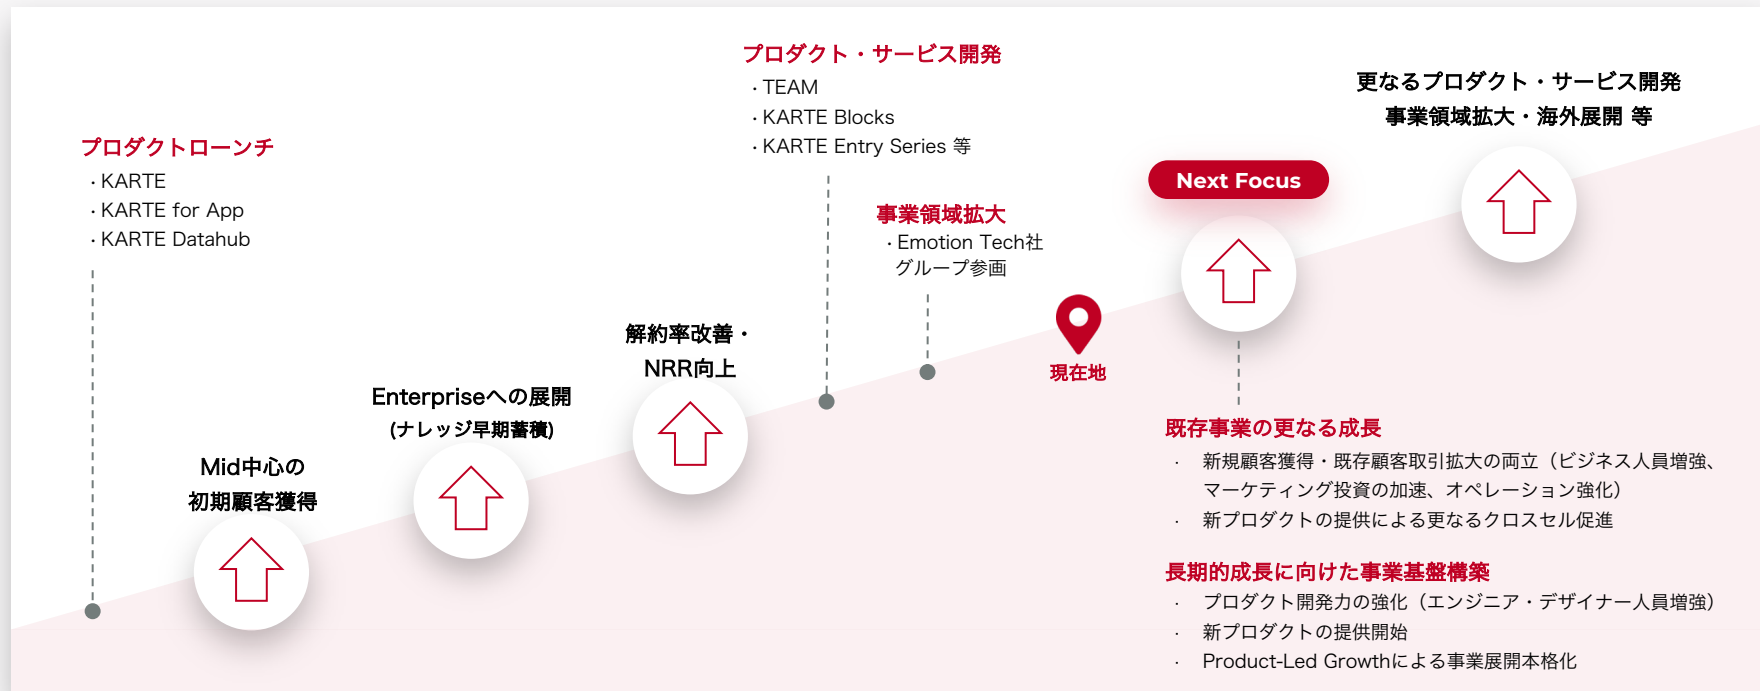 プロダクトローンチ
・KARTE
・KARTE for App
・KARTE Datahub
Mid中心の
初期顧客獲得
Enterpriseへの展開
(ナレッジ早期蓄積)
解約率改善・
NRR向上
プロダクト・サービス開発
・TEAM
・KARTE Blocks
・KARTE Entry Series 等
事業領域拡大
・Emotion Tech社
グループ参画
現在地
Next Focus
既存事業の更なる成長
・ 新規顧客獲得・既存顧客取引拡大の両立（ビジネス人員増強、
マーケティング投資の加速、オペレーション強化）
・ 新プロダクトの提供による更なるクロスセル促進
長期的成長に向けた事業基盤構築
・ プロダクト開発力の強化（エンジニア・デザイナー人員増強）
・ 新プロダクトの提供開始
・ Product-Led Growthによる事業展開本格化
更なるプロダクト・サービス開発
事業領域拡大・海外展開 等